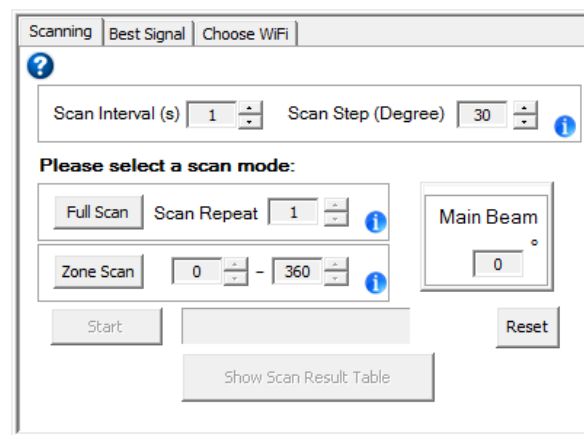 Scanning Best Signal Choose WiFi
?
Scan Interval (s) 1 Scan Step (Degree) 30 i
Please select a scan mode:
Full Scan Scan Repeat 1 i
Main Beam
°
0
Zone Scan 0 - 360 i
Start Reset
Show Scan Result Table